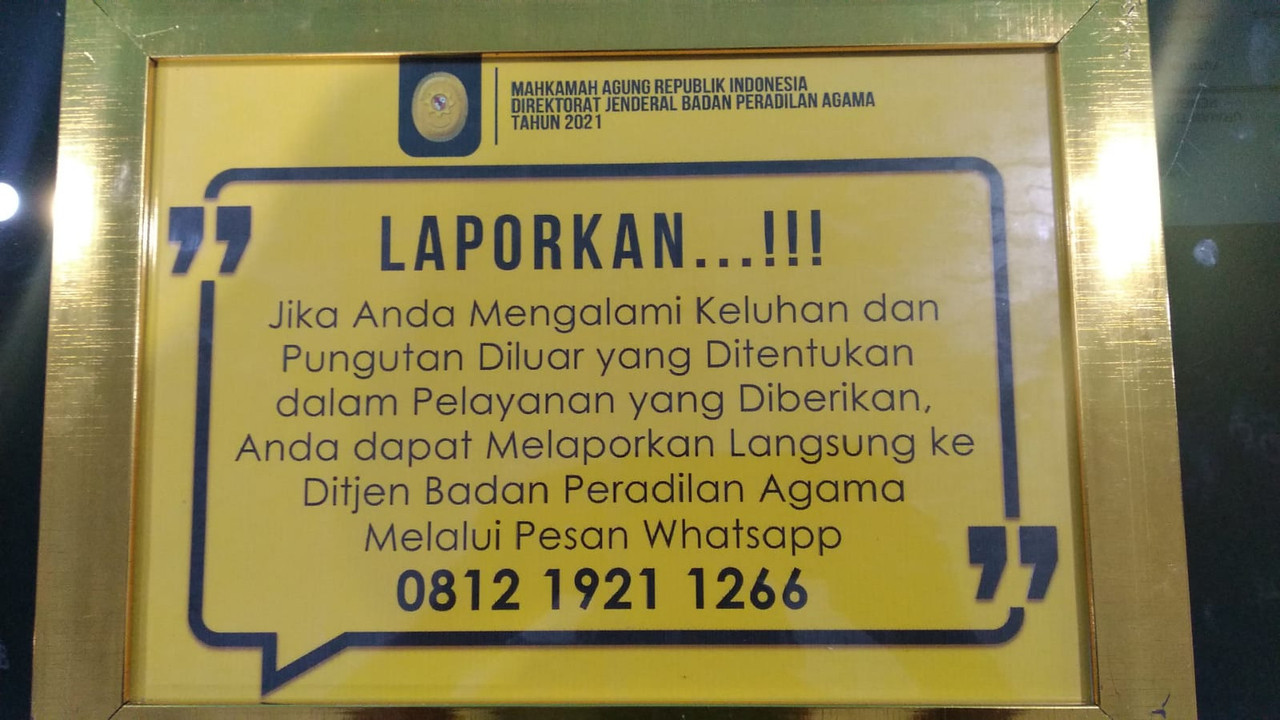 MAHKAMAH AGUNG REPUBLIK INDONESIA
DIREKTORAT JENDERAL BADAN PERADILAN AGAMA
TAHUN 2021
LAPORKAN...!!!
Jika Anda Mengalami Keluhan dan
Pungutan Diluar yang Ditentukan
dalam Pelayanan yang Diberikan,
Anda dapat Melaporkan Langsung ke
Ditjen Badan Peradilan Agama
Melalui Pesan Whatsapp
0812 1921 1266